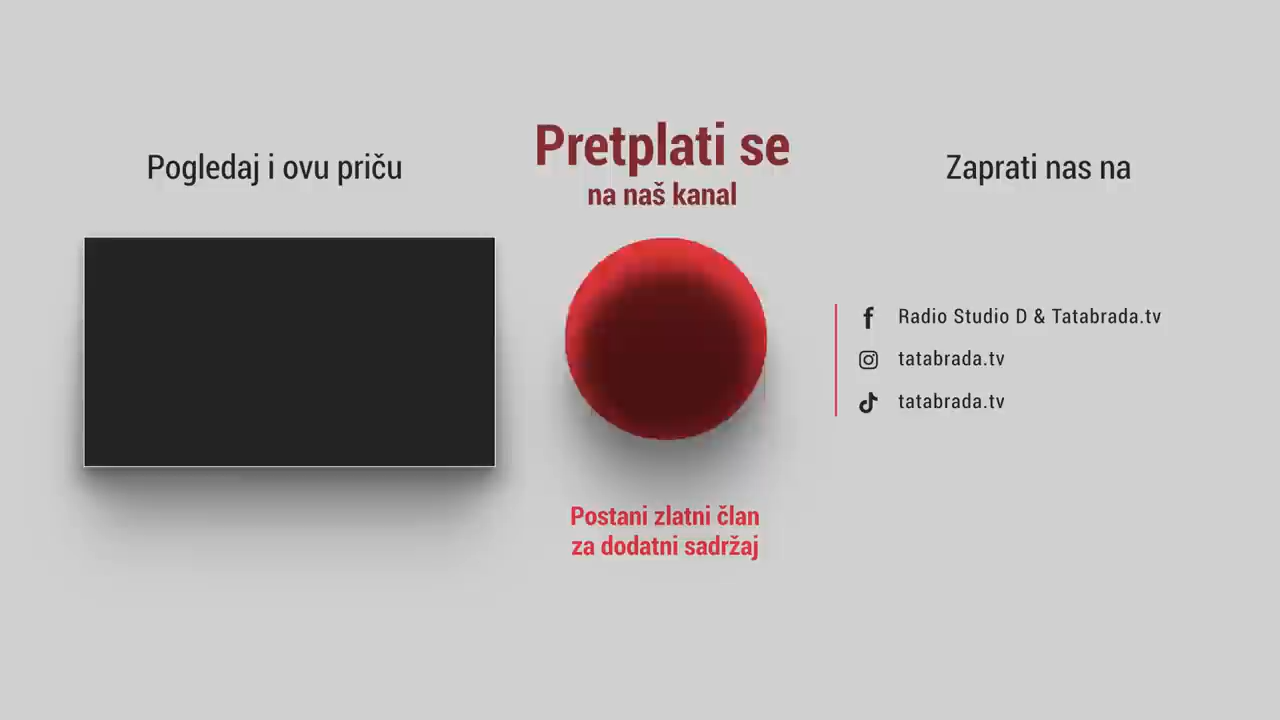 Pogledaj i ovu priču
Pretplati se
na naš kanal
Postani zlatni član
za dodatni sadržaj
Zaprati nas na
Radio Studio D & Tatabrada.tv
tatabrada.tv
tatabrada.tv